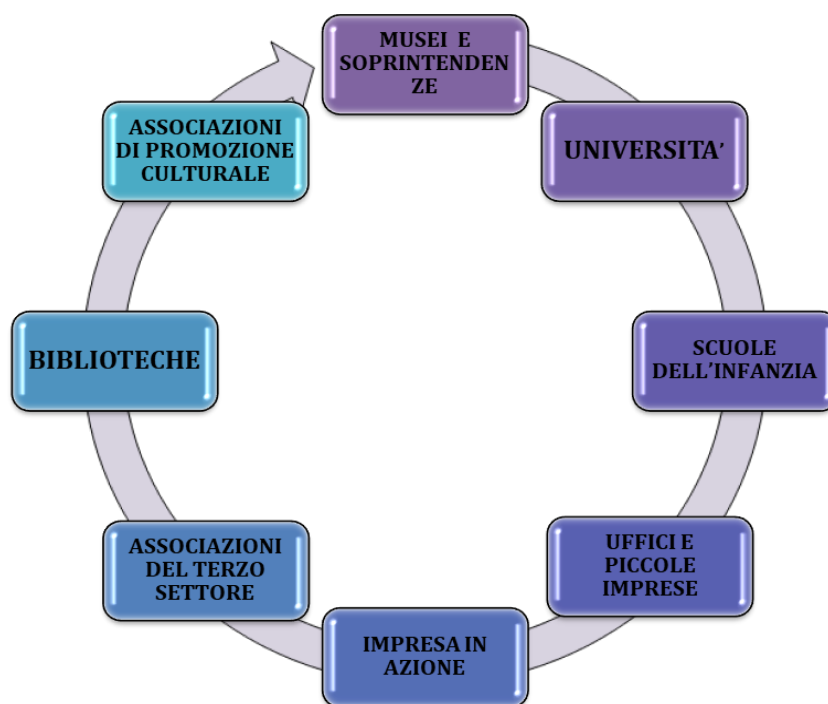 MUSEI E
SOPRINTENDEN
ZE
UNIVERSITA’
SCUOLE
DELL’INFANZIA
UFFICI E
PICCOLE
IMPRESE
IMPRESA IN
AZIONE
ASSOCIAZIONI
DEL TERZO
SETTORE
BIBLIOTECHE
ASSOCIAZIONI
DI PROMOZIONE
CULTURALE